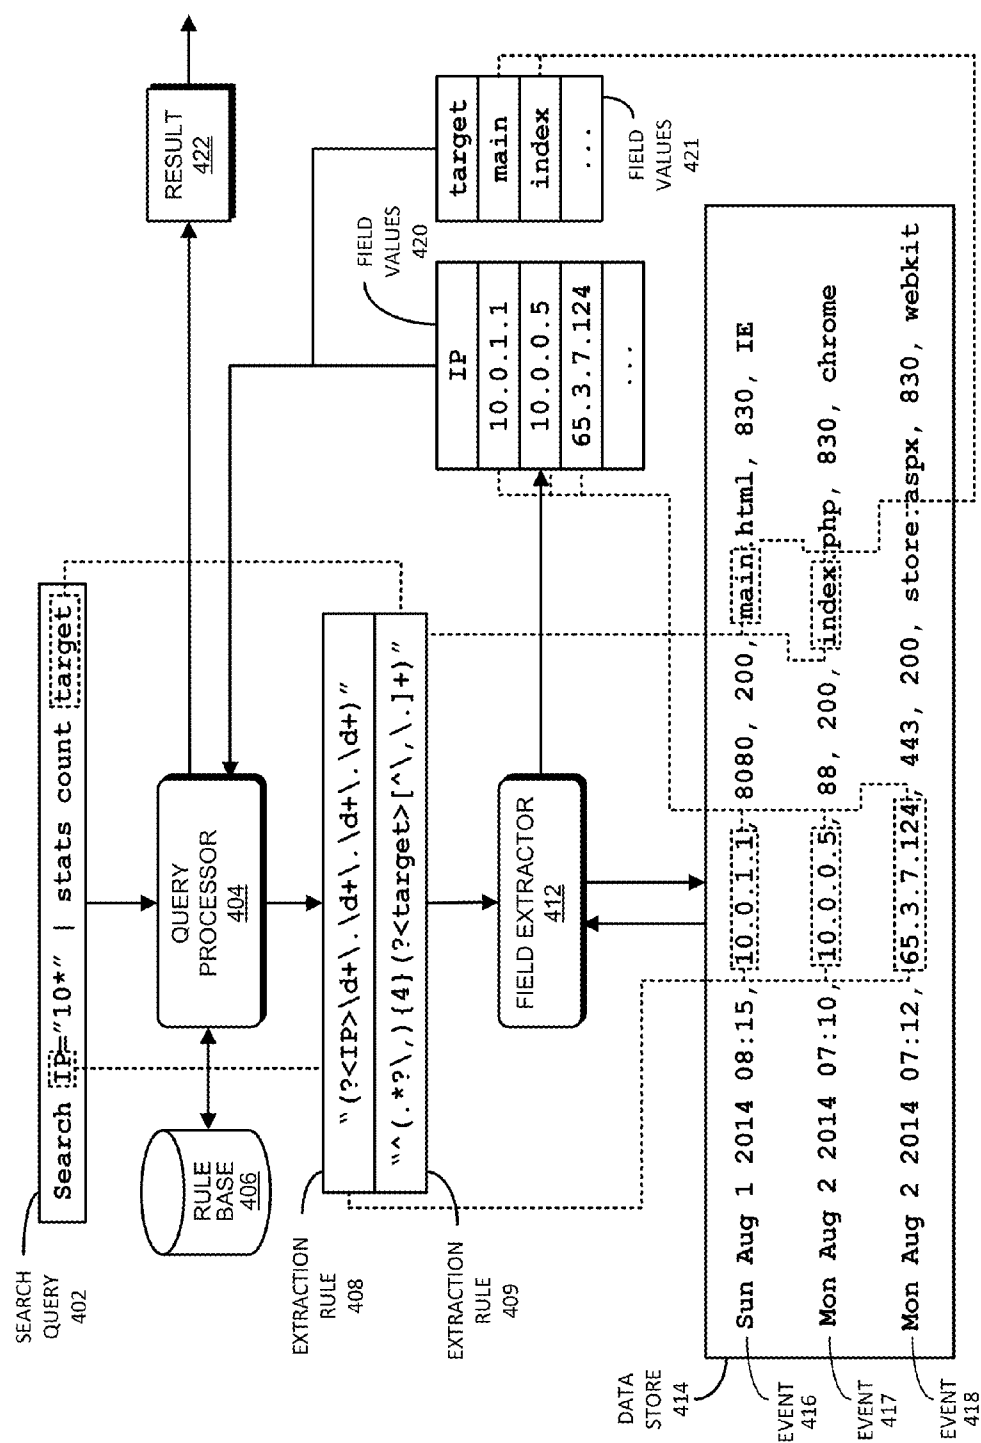 SEARCH
QUERY
402
Search IP="10*" | stats count target
RULE
BASE
406
QUERY
PROCESSOR
404
RESULT
422
EXTRACTION
RULE
408
"(?<IP>\d+\.\d+\.\d+\.\d+)"
EXTRACTION
RULE
409
"^(.*?\,){4}(?<target>[^\,\.]+)"
FIELD EXTRACTOR
412
FIELD
VALUES
420
IP
10.0.1.1
10.0.0.5
65.3.7.124
...
target
main
index
...
FIELD
VALUES
421
DATA
STORE
414
EVENT
416
Sun Aug 1 2014 08:15, 10.0.1.1, 8080, 200, main.html, 830, IE
EVENT
417
Mon Aug 2 2014 07:10, 10.0.0.5, 88, 200, index.php, 830, chrome
EVENT
418
Mon Aug 2 2014 07:12, 65.3.7.124, 443, 200, store.aspx, 830, webkit